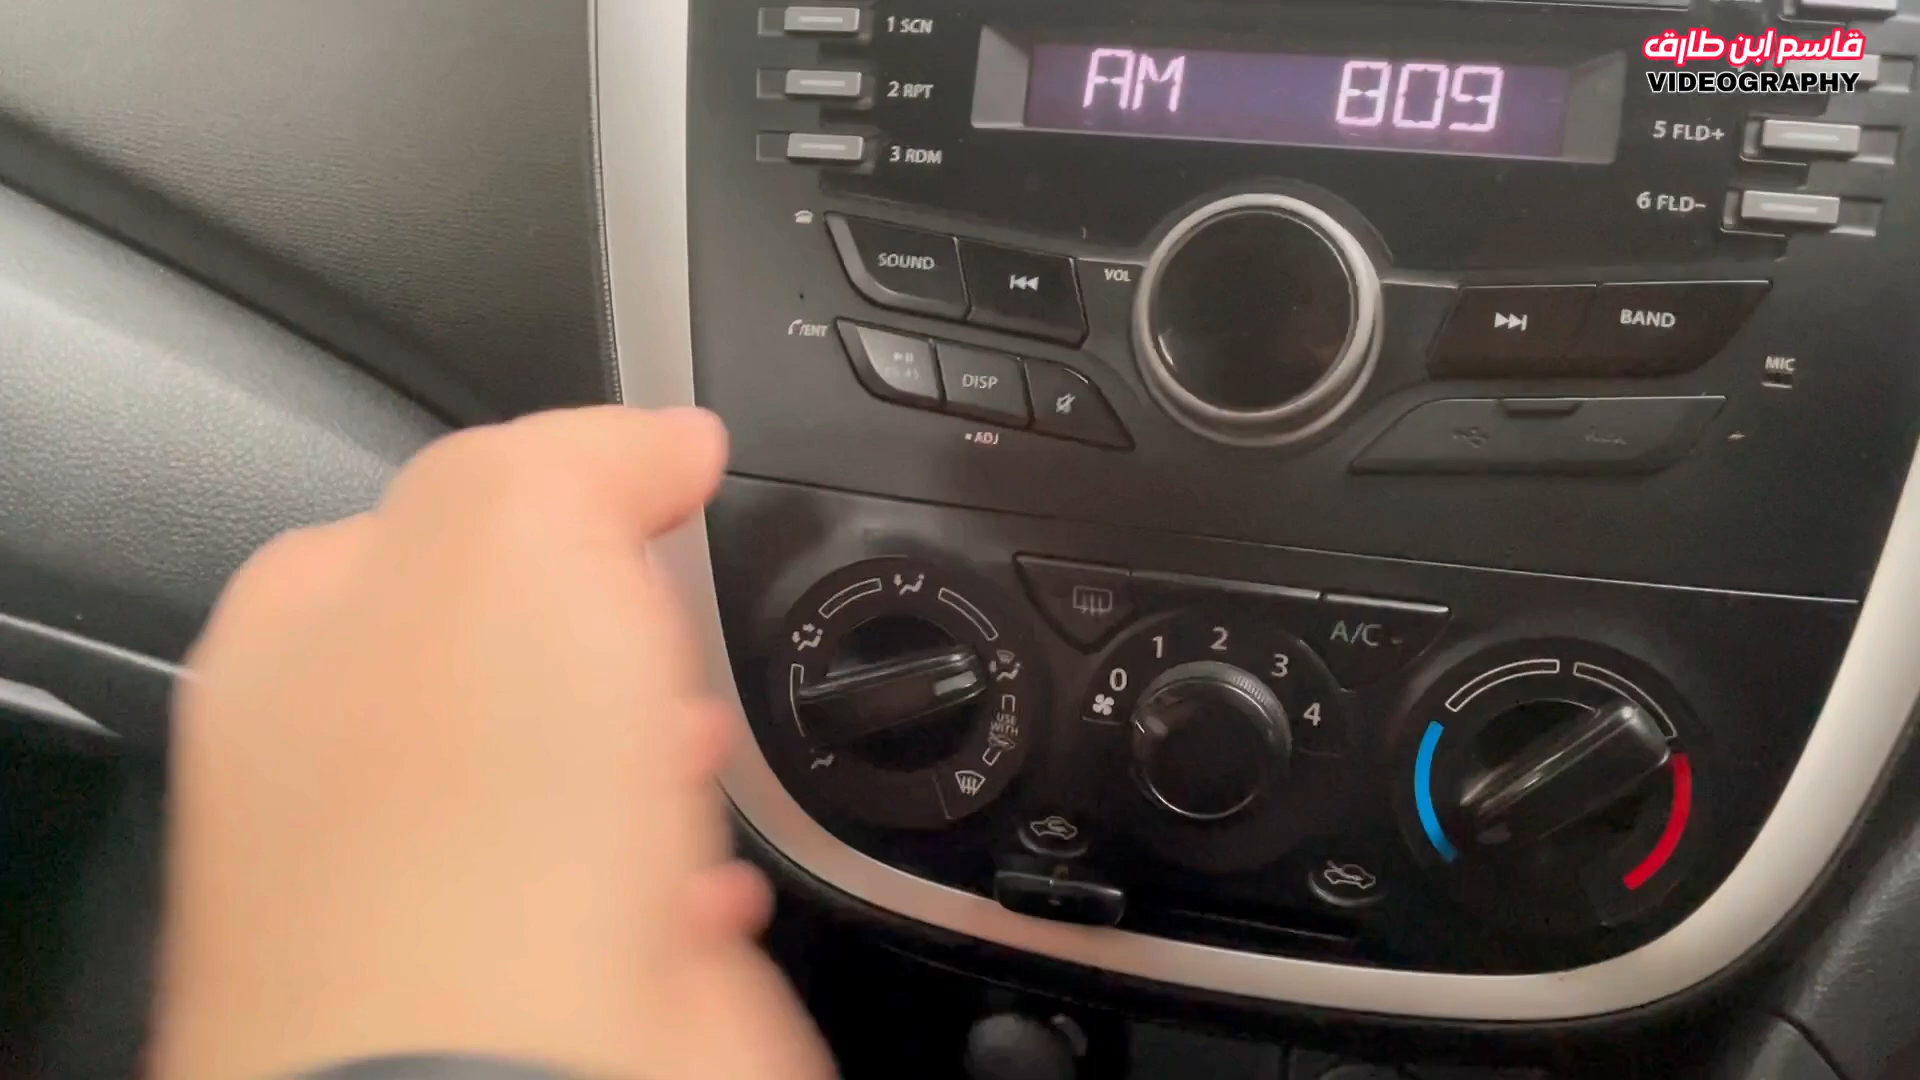 قاسم ابن طارق
VIDEOGRAPHY
AM 809
1 SCN
2 RPT
3 RDM
5 FLD+
6 FLD-
SOUND
VOL
BAND
/ENT
DISP
MIC
ADJ
A/C
0 1 2 3 4
USE
WITH